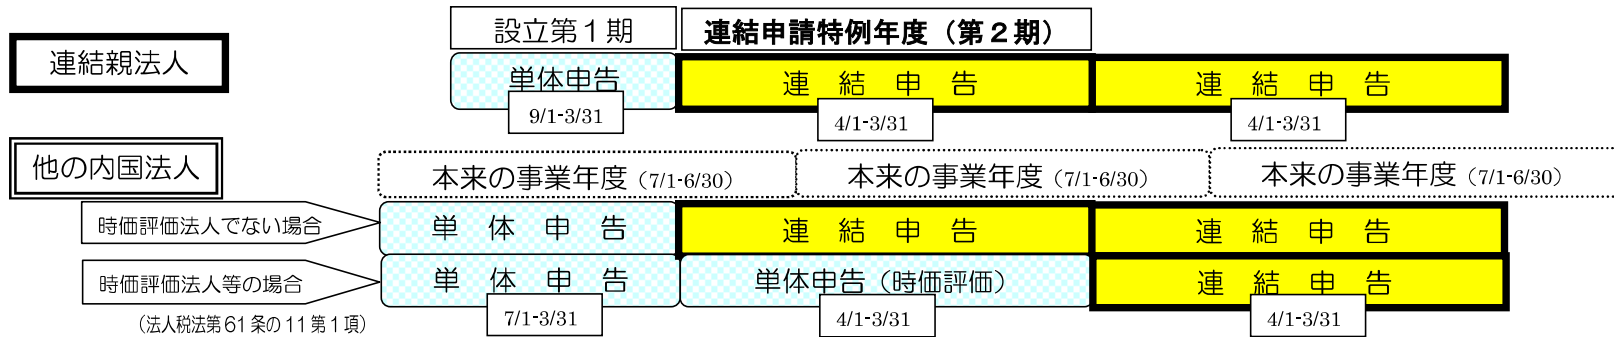 設立第1期
連結申請特例年度（第2期）
連結親法人
単体申告
連 結 申 告
連 結 申 告
9/1-3/31
4/1-3/31
4/1-3/31
他の内国法人
本来の事業年度（7/1-6/30）
本来の事業年度（7/1-6/30）
本来の事業年度（7/1-6/30）
時価評価法人でない場合
単 体 申 告
連 結 申 告
連 結 申 告
時価評価法人等の場合
単 体 申 告
単体申告（時価評価）
連 結 申 告
（法人税法第61条の11第1項）
7/1-3/31
4/1-3/31
4/1-3/31